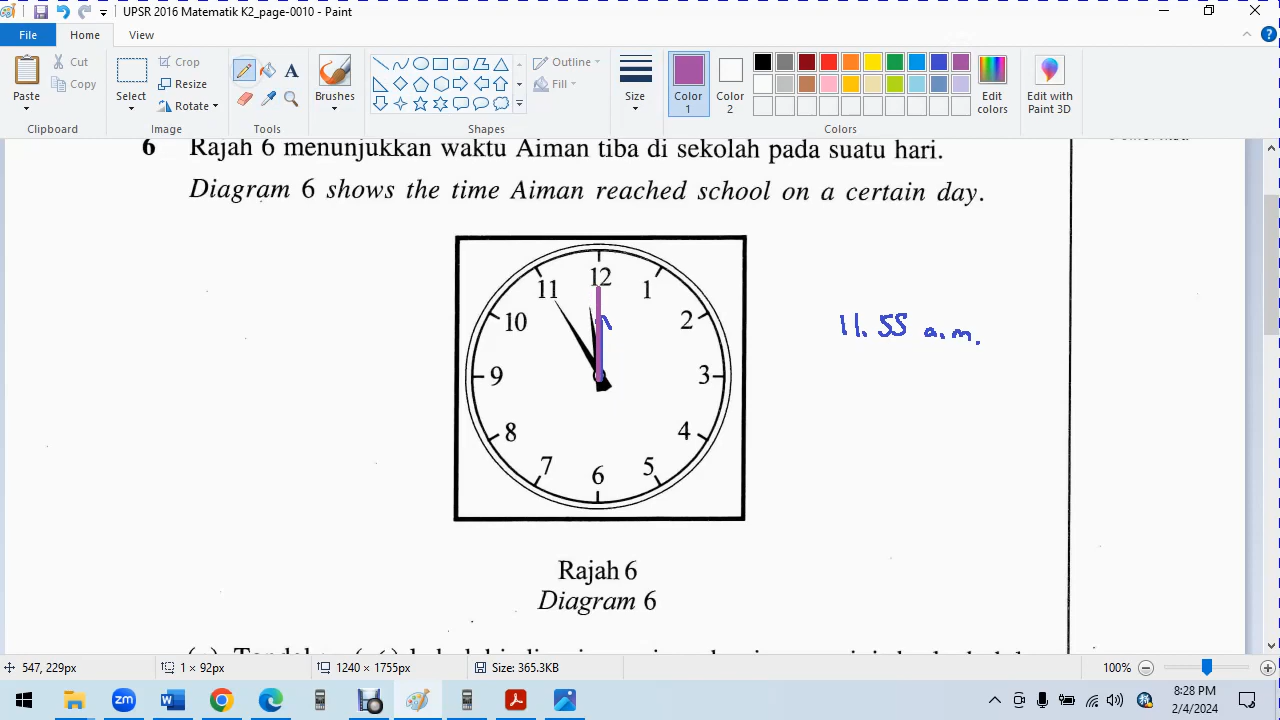 UPSR 2016 Matematik K2_page-0010 - Paint
File Home View
Paste Cut Copy Clipboard
Select Crop Resize Rotate Image
A Tools
Brushes
Outline Fill Shapes
Size
Color 1 Color 2 Edit colors Colors
Edit with Paint 3D
6 Rajah 6 menunjukkan waktu Aiman tiba di sekolah pada suatu hari.
Diagram 6 shows the time Aiman reached school on a certain day.
12
11 1
10 2
9 3
8 4
7 5
6
11.55 a.m.
Rajah 6
Diagram 6
547, 229px 1 × 92px 1240 × 1755px Size: 365.3KB 100%
zm
8:28 PM
2/4/2024